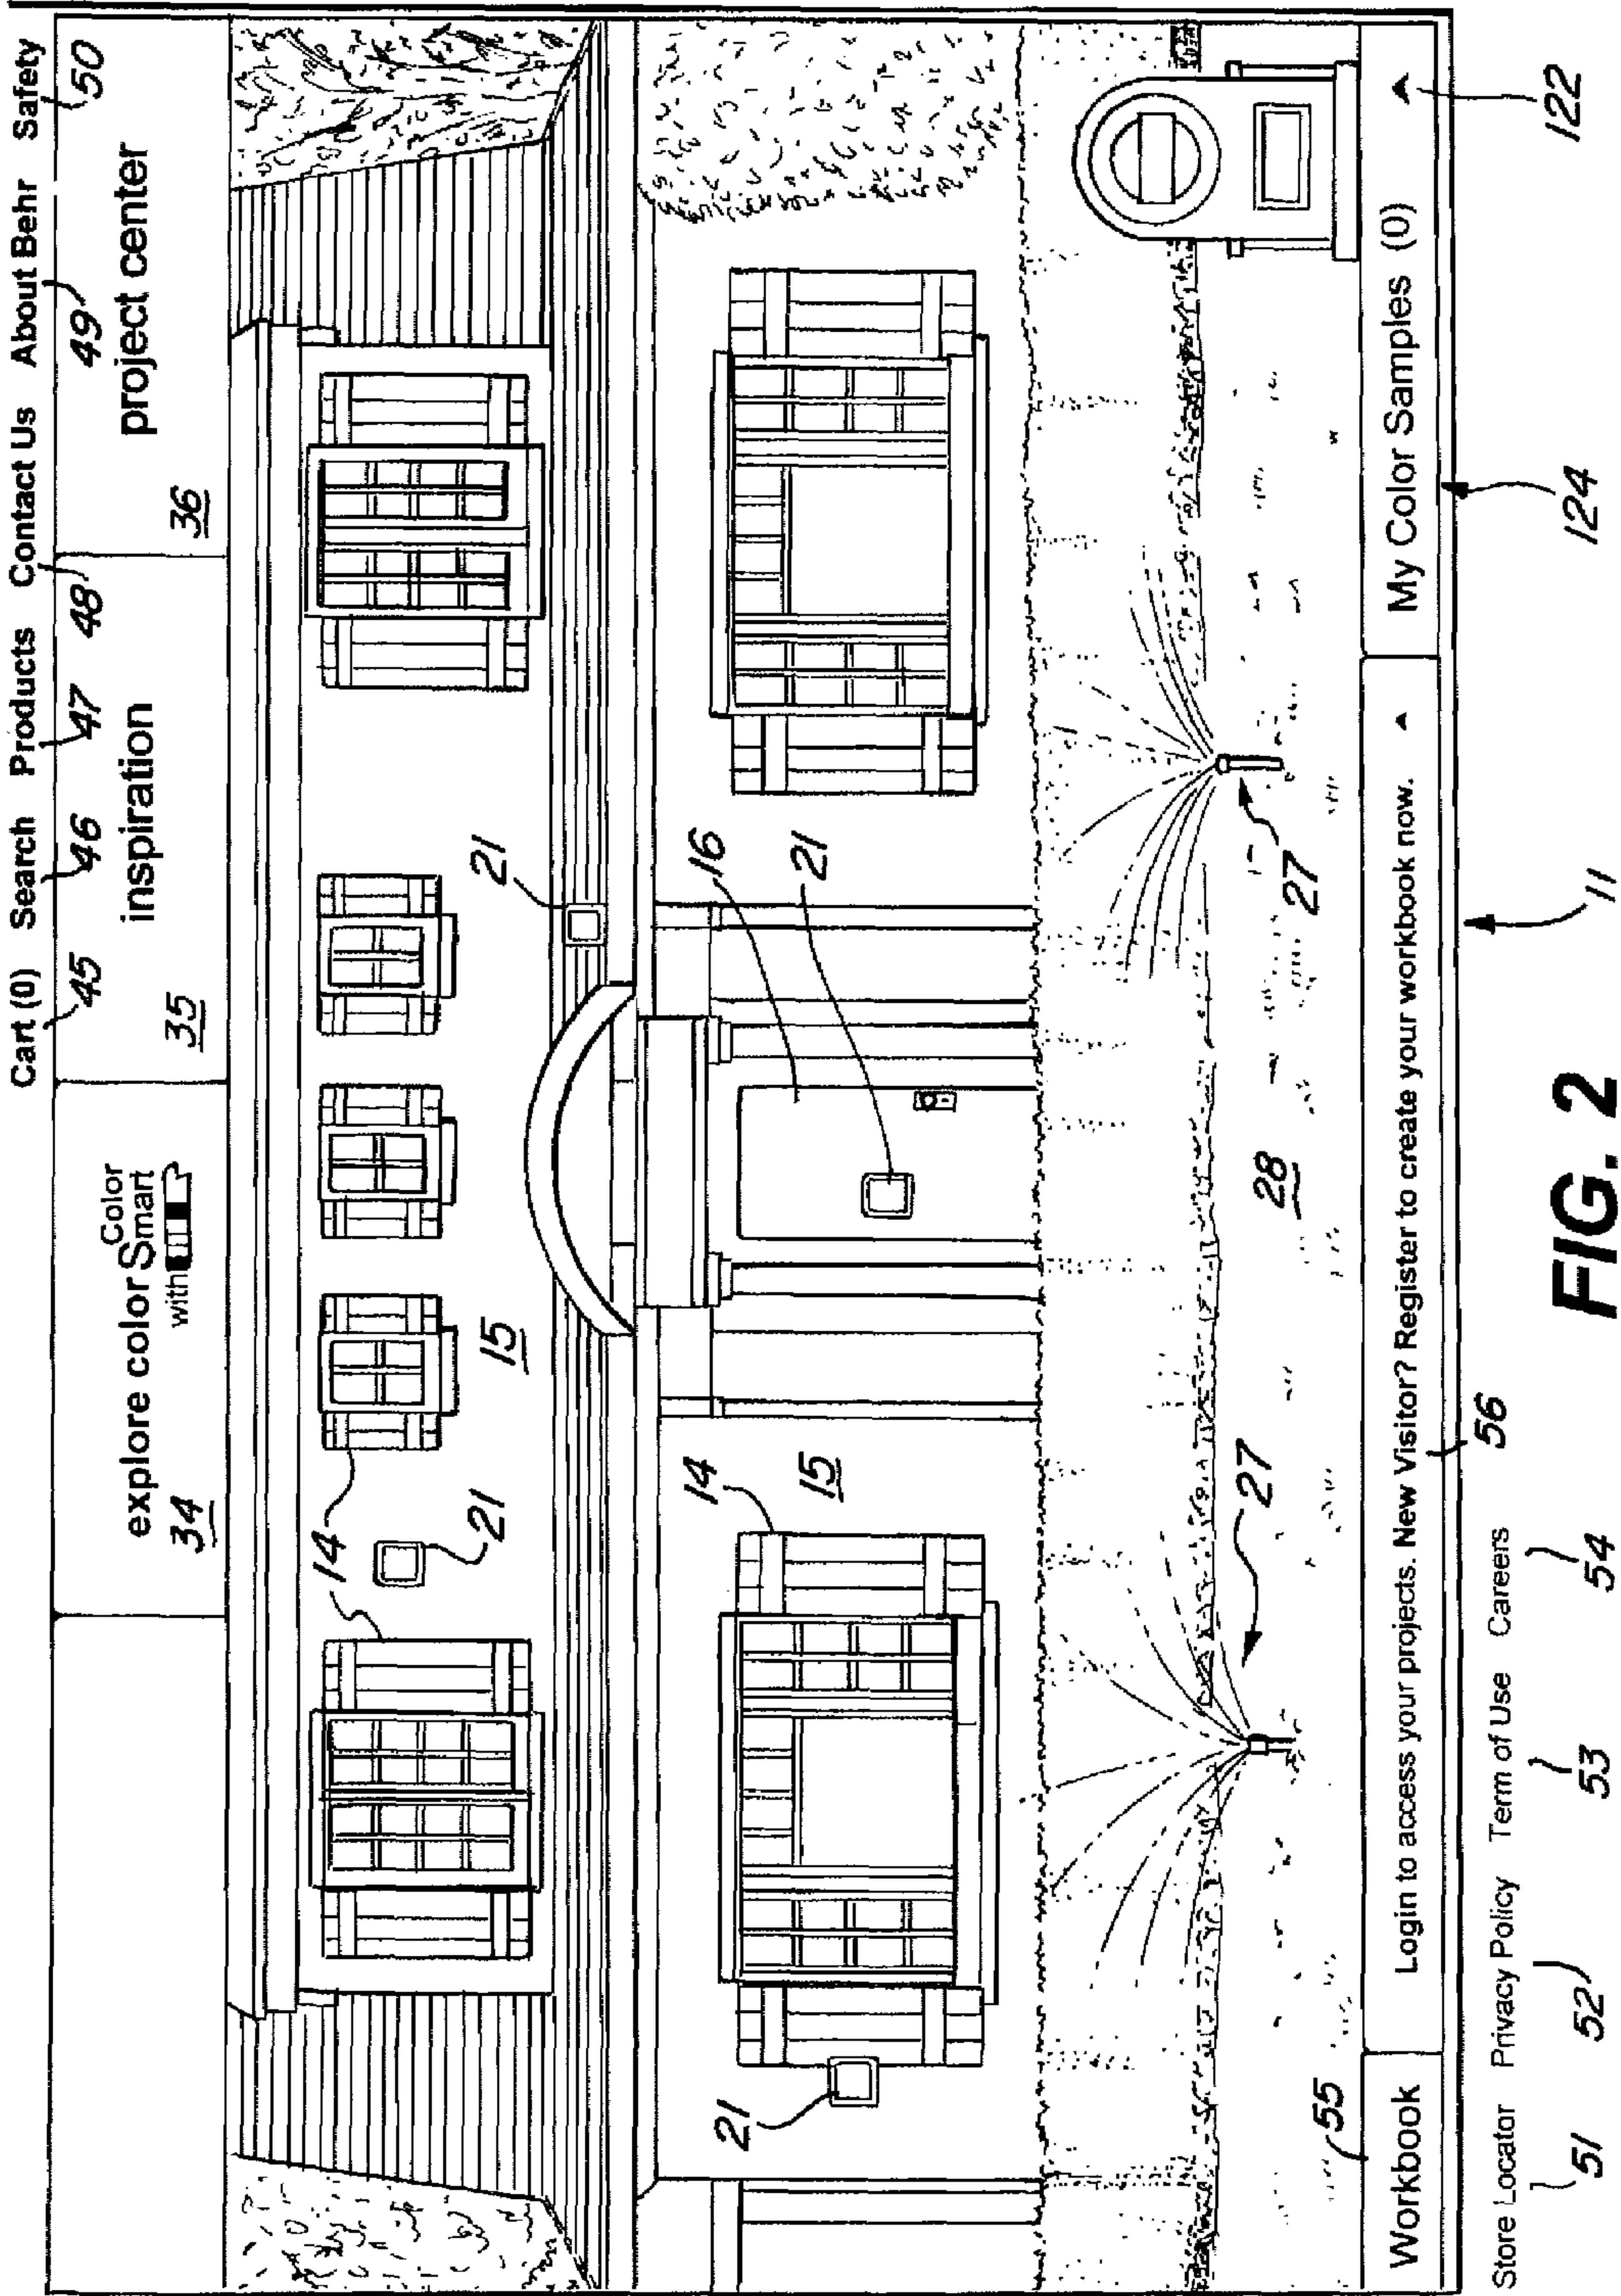 Cart (0) Search Products Contact Us About Behr Safety
45 46 47 48 49 50
explore color Color Smart
with
inspiration
project center
34 35 36
14 14
21
15
21
14
15
16
21
21
27
28
27
55
Workbook
Login to access your projects. New Visitor? Register to create your workbook now.
My Color Samples (0)
56
11
124
122
Store Locator Privacy Policy Term of Use Careers
51 52 53 54
FIG. 2